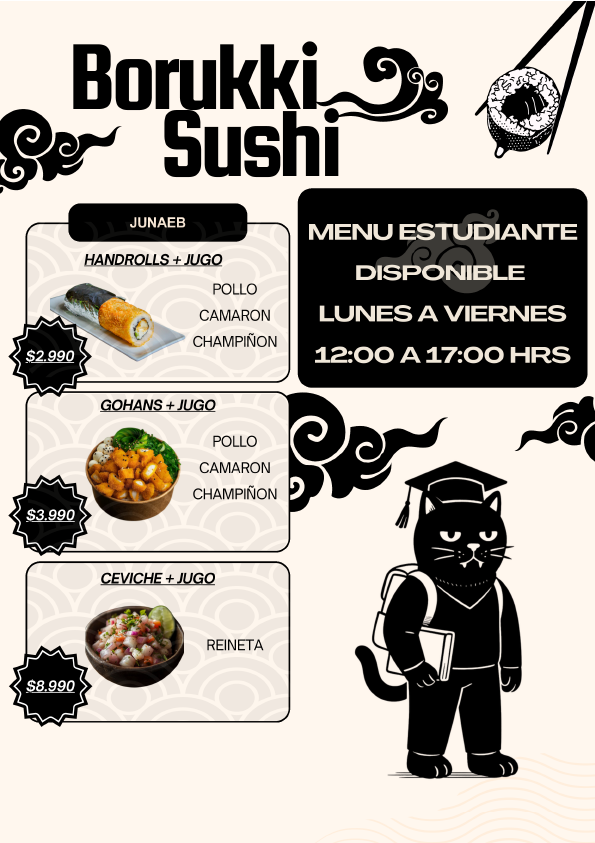 Borukki
Sushi
JUNAEB
HANDROLLS + JUGO
POLLO
CAMARON
CHAMPIÑON
$2.990
GOHANS + JUGO
POLLO
CAMARON
CHAMPIÑON
$3.990
CEVICHE + JUGO
REINETA
$8.990
MENU ESTUDIANTE
DISPONIBLE
LUNES A VIERNES
12:00 A 17:00 HRS